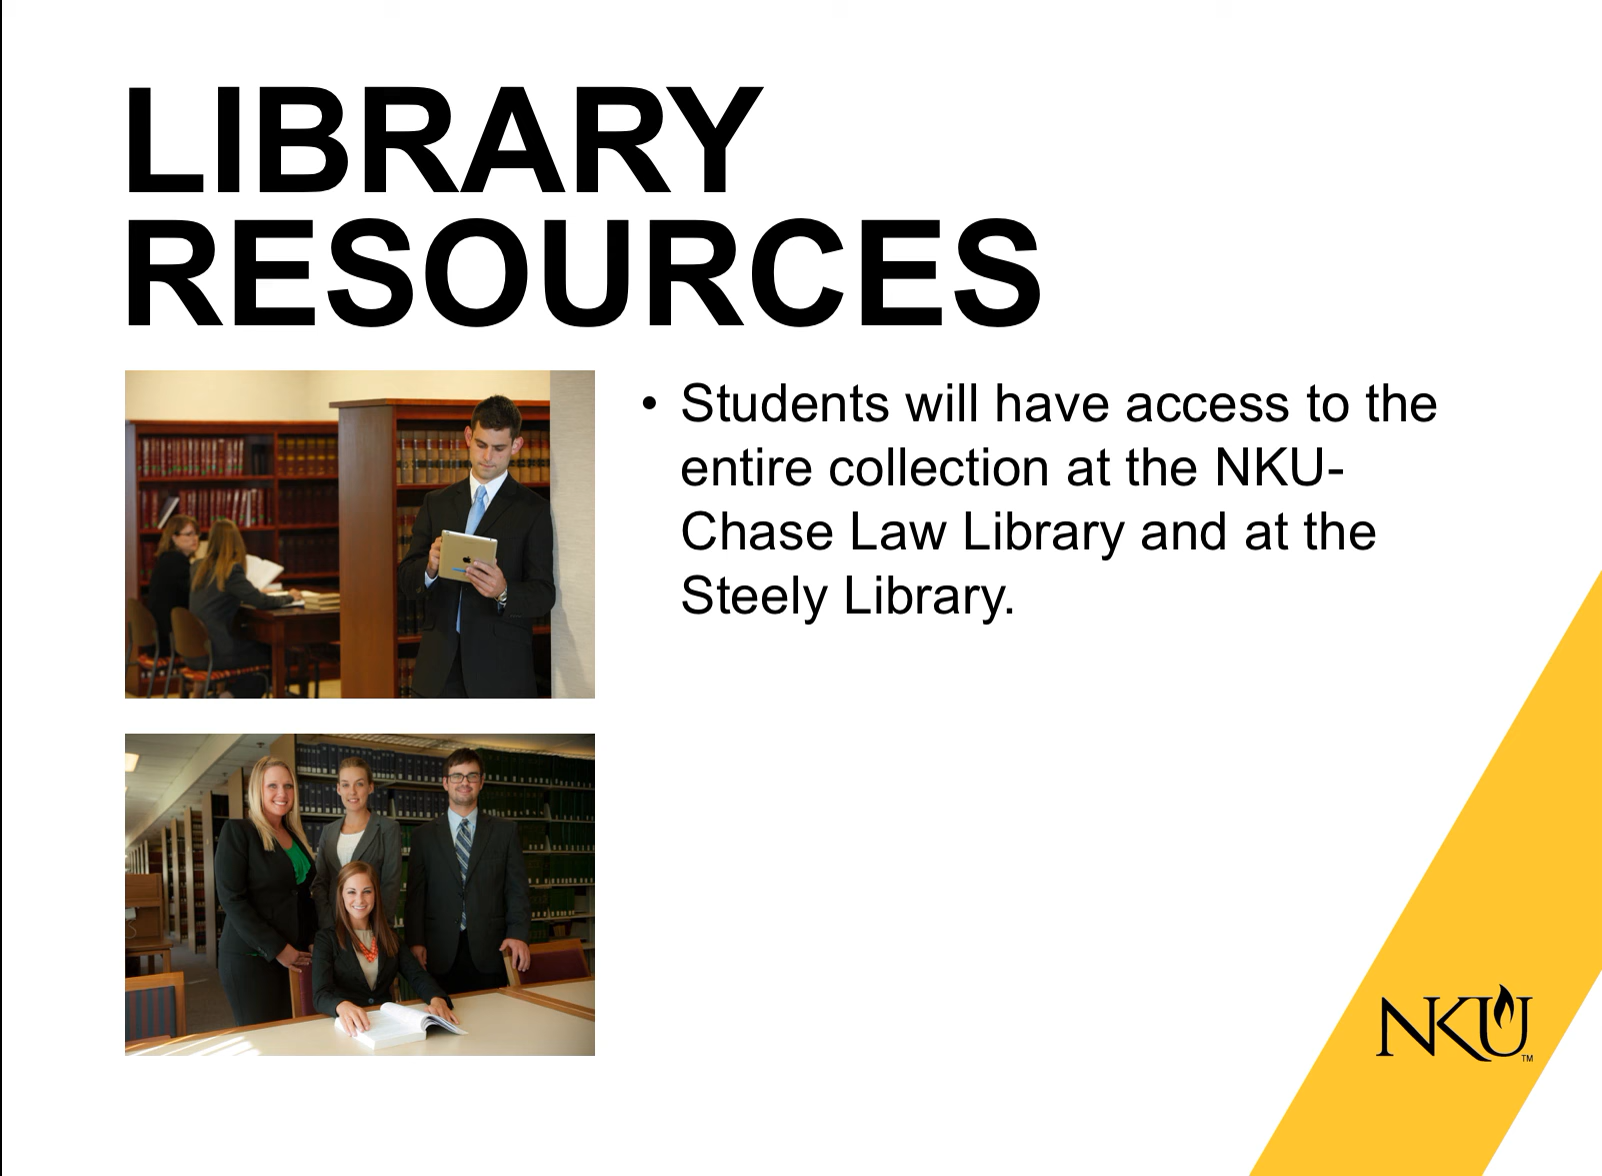 LIBRARY
RESOURCES
• Students will have access to the
entire collection at the NKU-
Chase Law Library and at the
Steely Library.
NKU™